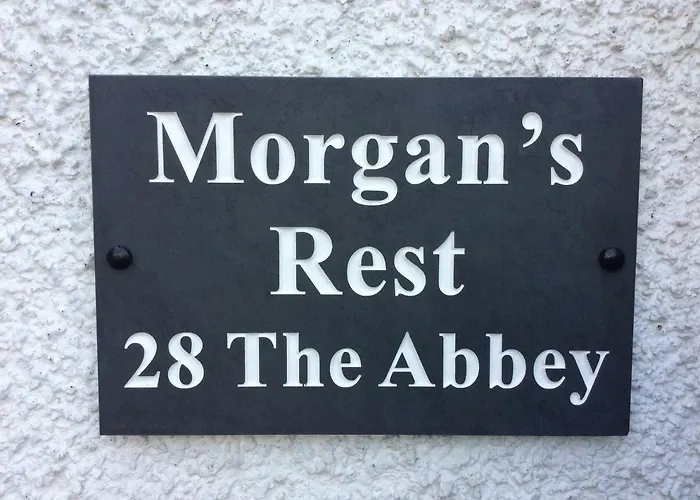 Morgan’s
Rest
28 The Abbey